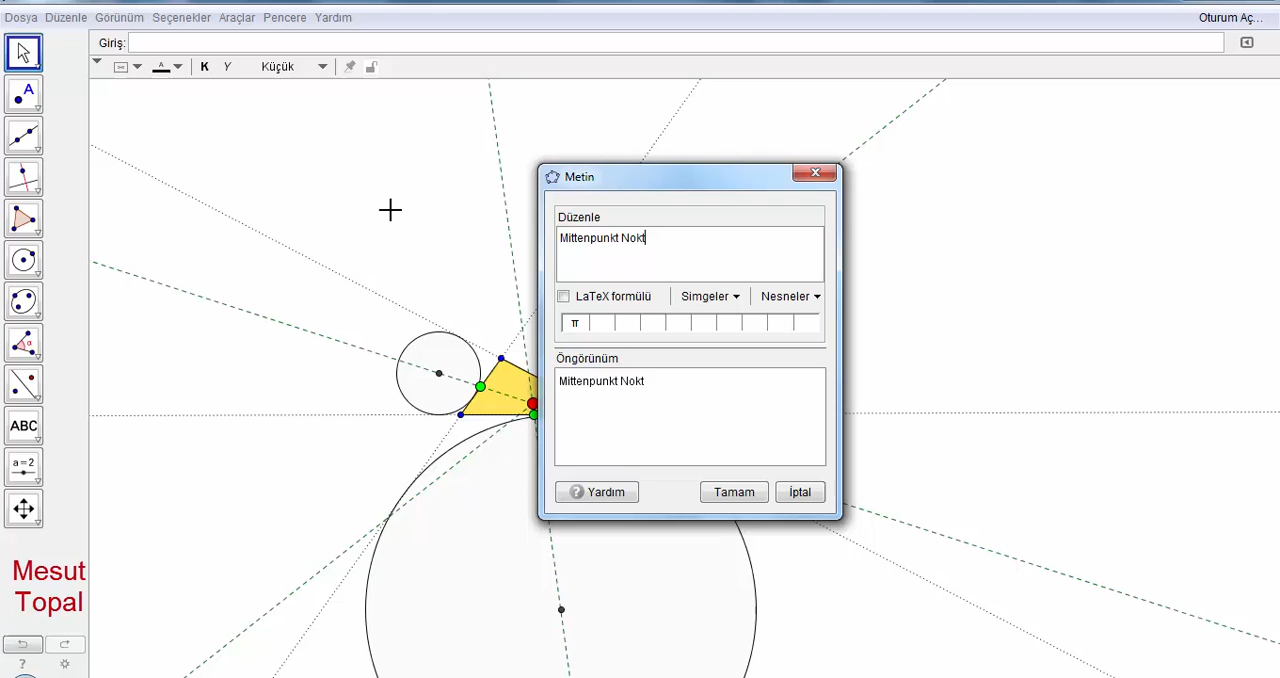 Dosya Düzenle Görünüm Seçenekler Araçlar Pencere Yardım
Oturum Aç...
Giriş:
A K Y Küçük
A
Metin
Düzenle
Mittenpunkt Nokt
LaTeX formülü Simgeler Nesneler
π
Öngörünüm
Mittenpunkt Nokt
? Yardım Tamam İptal
α
ABC
a=2
Mesut
Topal
?